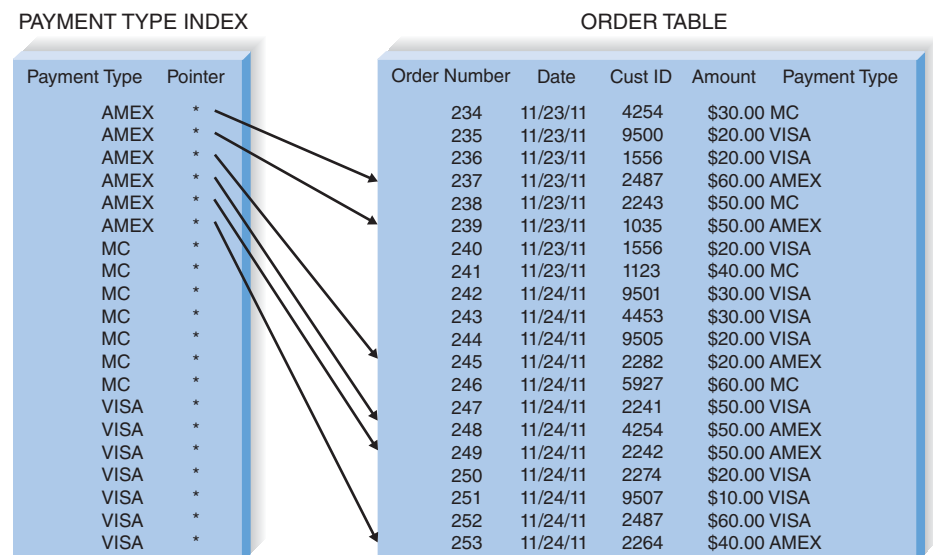 PAYMENT TYPE INDEX
Payment Type Pointer
AMEX *
AMEX *
AMEX *
AMEX *
AMEX *
AMEX *
MC *
MC *
MC *
MC *
MC *
MC *
MC *
VISA *
VISA *
VISA *
VISA *
VISA *
VISA *
VISA *
ORDER TABLE
Order Number Date Cust ID Amount Payment Type
234 11/23/11 4254 $30.00 MC
235 11/23/11 9500 $20.00 VISA
236 11/23/11 1556 $20.00 VISA
237 11/23/11 2487 $60.00 AMEX
238 11/23/11 2243 $50.00 MC
239 11/23/11 1035 $50.00 AMEX
240 11/23/11 1556 $20.00 VISA
241 11/23/11 1123 $40.00 MC
242 11/24/11 9501 $30.00 VISA
243 11/24/11 4453 $30.00 VISA
244 11/24/11 9505 $20.00 VISA
245 11/24/11 2282 $20.00 AMEX
246 11/24/11 5927 $60.00 MC
247 11/24/11 2241 $50.00 VISA
248 11/24/11 4254 $50.00 AMEX
249 11/24/11 2242 $50.00 AMEX
250 11/24/11 2274 $20.00 VISA
251 11/24/11 9507 $10.00 VISA
252 11/24/11 2487 $60.00 VISA
253 11/24/11 2264 $40.00 AMEX